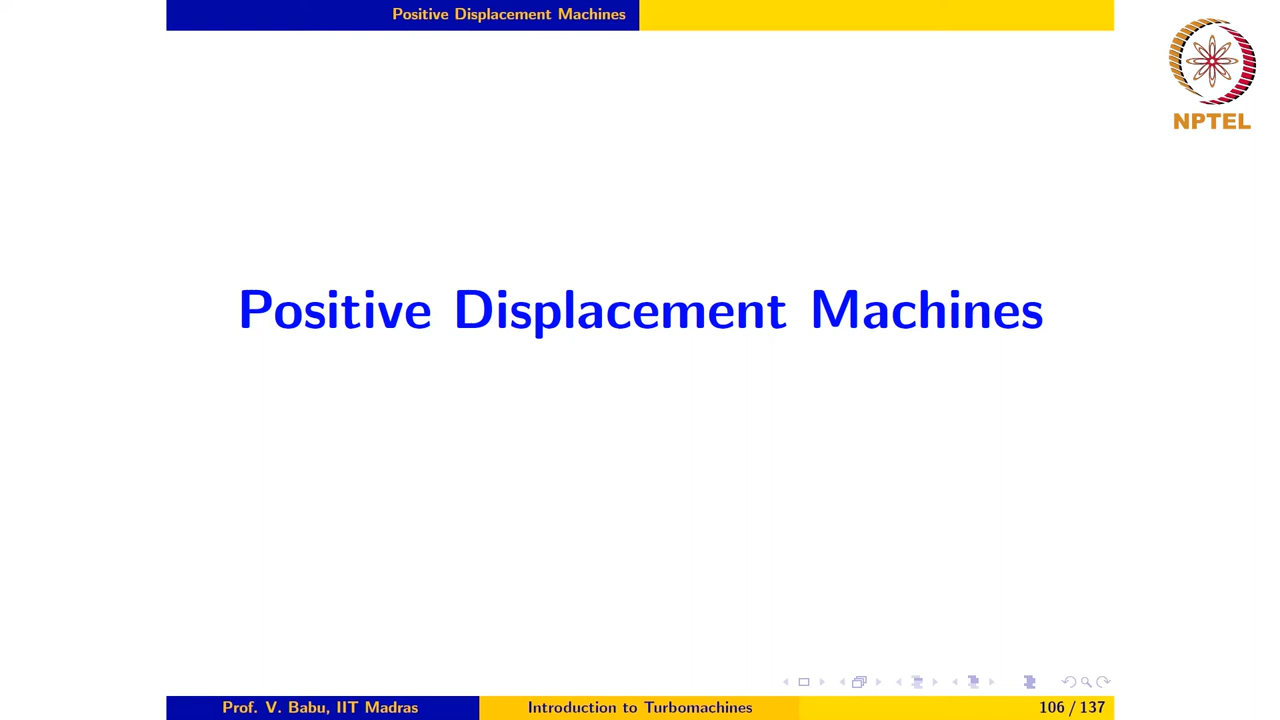 Positive Displacement Machines
NPTEL
Positive Displacement Machines
Prof. V. Babu, IIT Madras
Introduction to Turbomachines
106 / 137